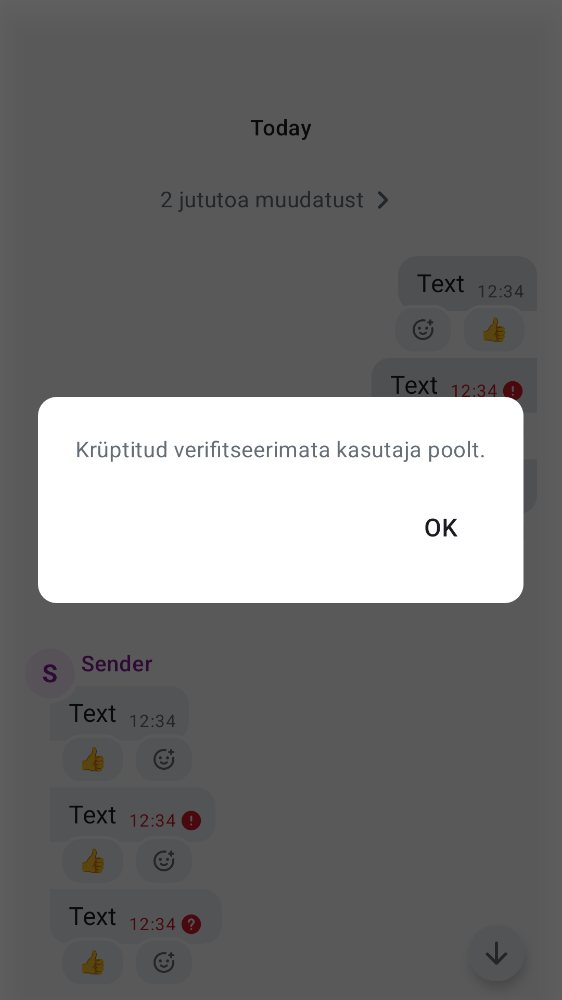 Today
2 jututoa muudatust
Text 12:34
Text 12:34
Krüptitud verifitseerimata kasutaja poolt.
OK
S Sender
Text 12:34
Text 12:34
Text 12:34